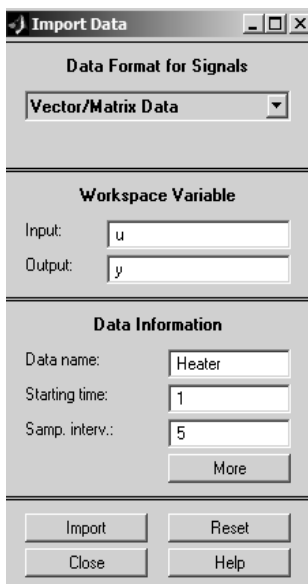 Import Data
Data Format for Signals
Vector/Matrix Data
Workspace Variable
Input: u
Output: y
Data Information
Data name: Heater
Starting time: 1
Samp. interv.: 5
More
Import Reset
Close Help